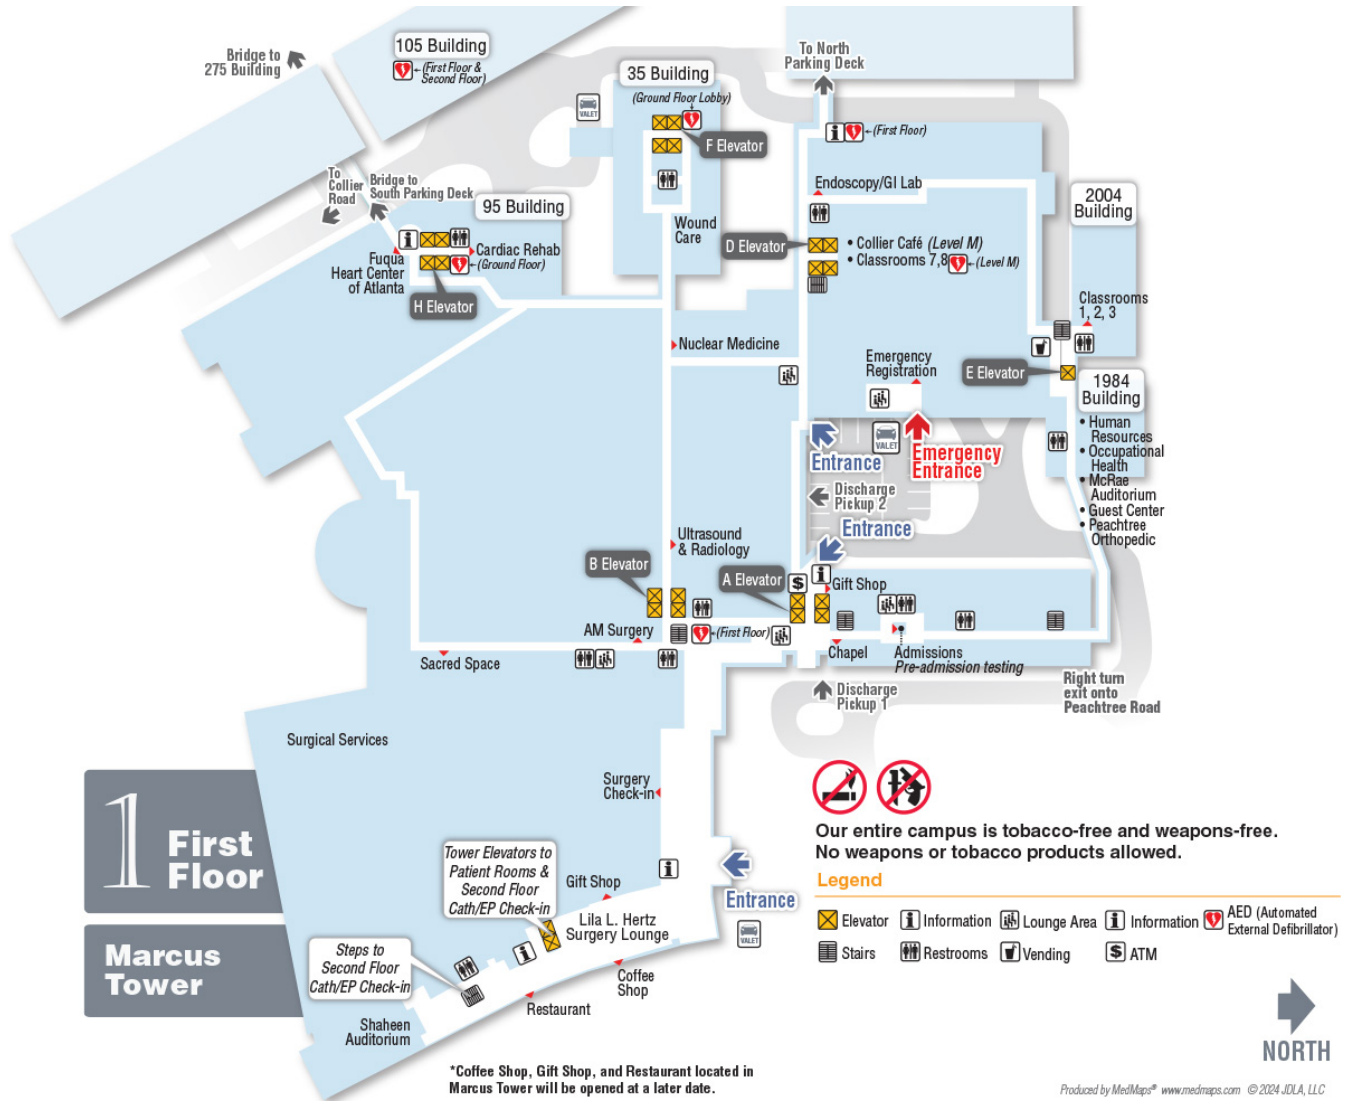 105 Building
(First Floor &
Second Floor)
Bridge to
275 Building
To North
Parking Deck
35 Building
(Ground Floor Lobby)
VALET
F Elevator
(First Floor)
To
Collier
Road
Bridge to
South Parking Deck
95 Building
Endoscopy/GI Lab
2004
Building
Wound
Care
D Elevator
• Collier Café (Level M)
• Classrooms 7,8
(Level M)
Cardiac Rehab
(Ground Floor)
Fuqua
Heart Center
of Atlanta
H Elevator
Classrooms
1, 2, 3
Nuclear Medicine
Emergency
Registration
E Elevator
1984
Building
• Human
Resources
• Occupational
Health
• McRae
Auditorium
• Guest Center
• Peachtree
Orthopedic
VALET
Entrance
Emergency
Entrance
Discharge
Pickup 2
Entrance
Ultrasound
& Radiology
B Elevator
A Elevator
$
Gift Shop
AM Surgery
(First Floor)
Sacred Space
Chapel
Admissions
Pre-admission testing
Discharge
Pickup 1
Right turn
exit onto
Peachtree Road
Surgical Services
Surgery
Check-in
1 First
Floor
Marcus
Tower
Tower Elevators to
Patient Rooms &
Second Floor
Cath/EP Check-in
Gift Shop
Lila L. Hertz
Surgery Lounge
Entrance
VALET
Steps to
Second Floor
Cath/EP Check-in
Coffee
Shop
Restaurant
Shaheen
Auditorium
*Coffee Shop, Gift Shop, and Restaurant located in
Marcus Tower will be opened at a later date.
Our entire campus is tobacco-free and weapons-free.
No weapons or tobacco products allowed.
Legend
Elevator
Information
Lounge Area
Information
AED (Automated
External Defibrillator)
Stairs
Restrooms
Vending
$ ATM
NORTH
Produced by MedMaps® www.medmaps.com © 2024 JDLA, LLC